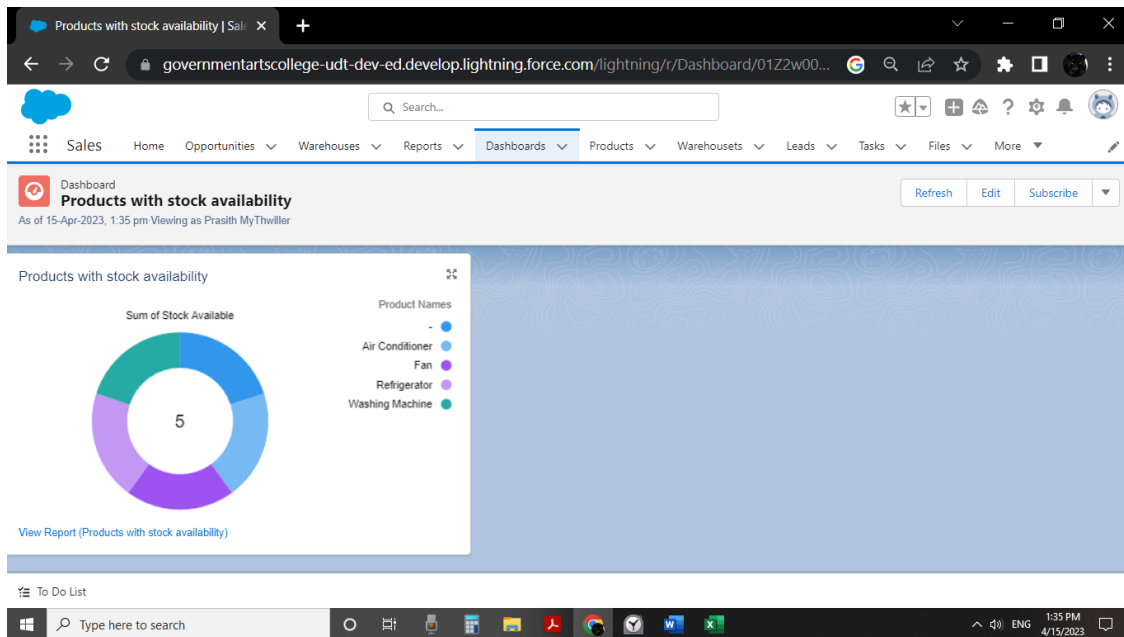 Products with stock availability | Sale
governmentartscollege-udt-dev-ed.develop.lightning.force.com/lightning/r/Dashboard/01Z2w00...
Search...
Sales Home Opportunities Warehouses Reports Dashboards Products Warehousets Leads Tasks Files More
Dashboard
Products with stock availability
As of 15-Apr-2023, 1:35 pm·Viewing as Prasith MyThwiller
Refresh Edit Subscribe
Products with stock availability
Sum of Stock Available
5
Product Names
-
Air Conditioner
Fan
Refrigerator
Washing Machine
View Report (Products with stock availability)
To Do List
Type here to search
ENG
1:35 PM
4/15/2023